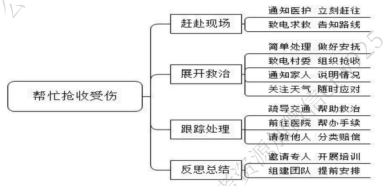 帮忙抢收受伤
赶赴现场
通知医护 立刻赶往
致电求救 告知路线
展开救治
简单处理 做好安抚
致电村委 组织抢收
通知家人 说明情况
关注天气 随时应对
跟踪处理
疏导交通 帮助救治
前往医院 帮办手续
请教他人 分类赔偿
反思总结
邀请专人 开展培训
组建团队 提前安排